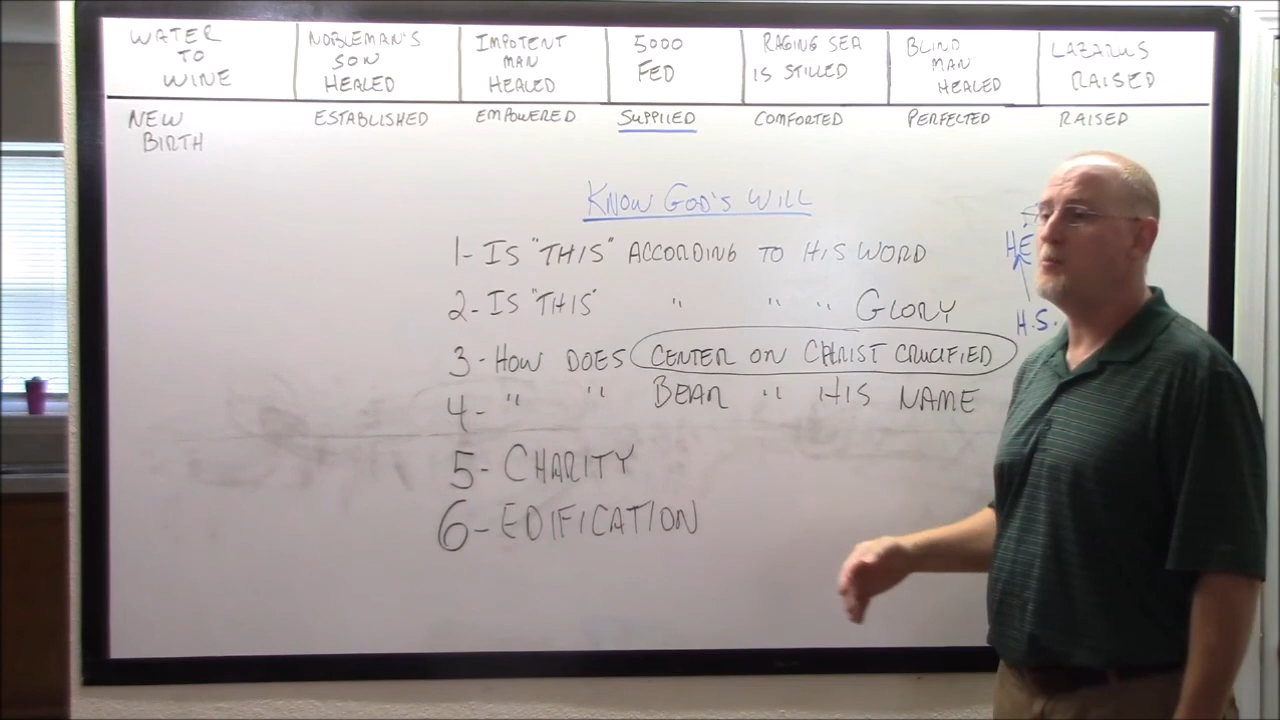 WATER TO WINE
NOBLEMAN'S SON HEALED
IMPOTENT MAN HEALED
5000 FED
RAGING SEA IS STILLED
BLIND MAN HEALED
LAZARUS RAISED
NEW BIRTH
ESTABLISHED
EMPOWERED
SUPPLIED
COMFORTED
PERFECTED
RAISED
KNOW GOD'S WILL
1- IS "THIS" ACCORDING TO HIS WORD
2- IS "THIS" " " " GLORY
3- HOW DOES CENTER ON CHRIST CRUCIFIED
4- " " BEAR " HIS NAME
5- CHARITY
6- EDIFICATION
HE
H.S.